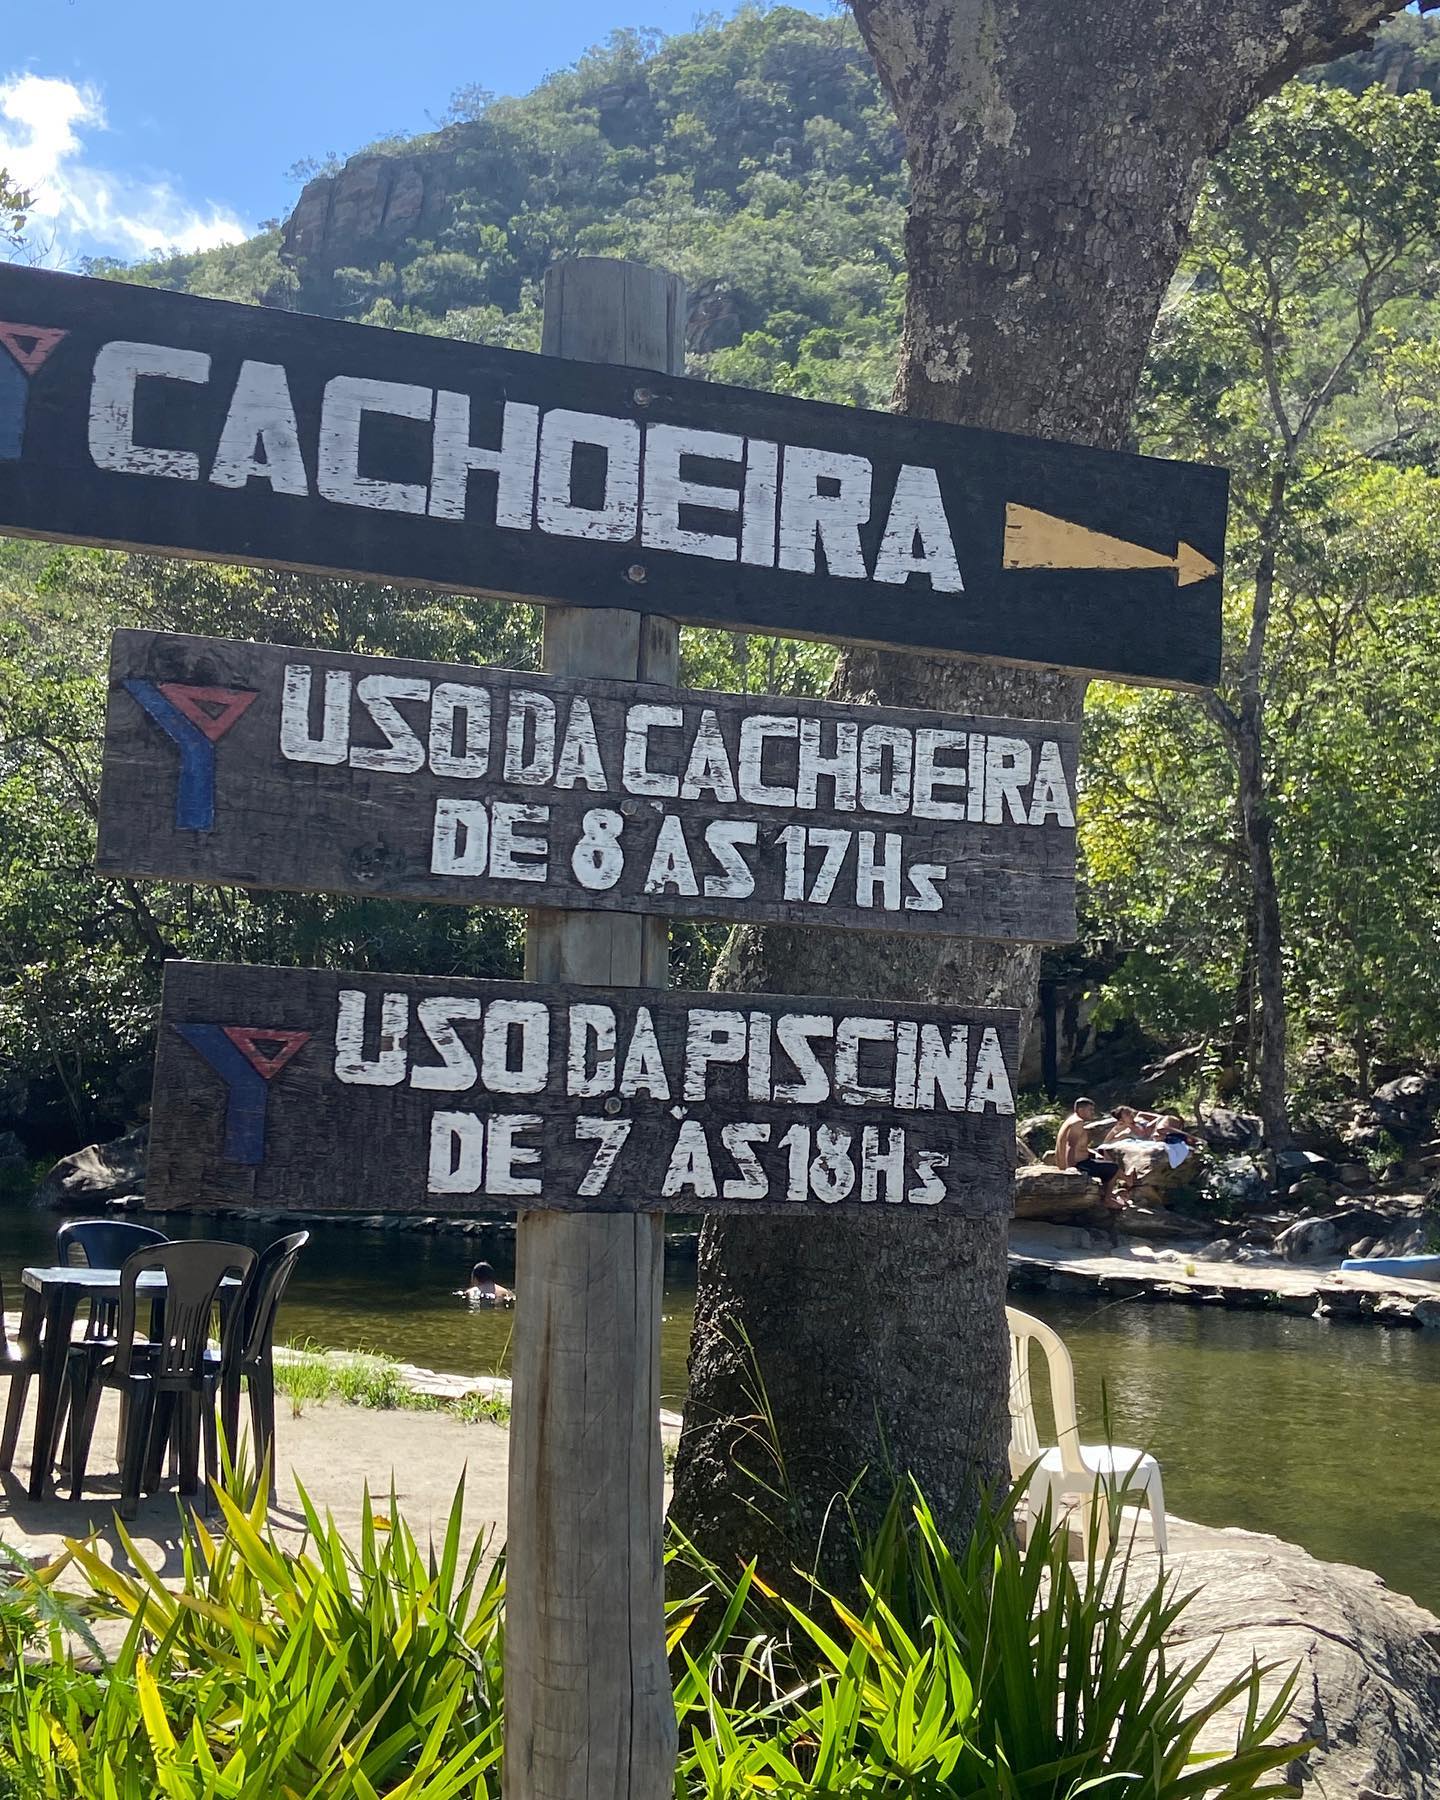 CACHOEIRA
USO DA CACHOEIRA
DE 8 ÀS 17HS
USO DA PISCINA
DE 7 ÀS 18HS